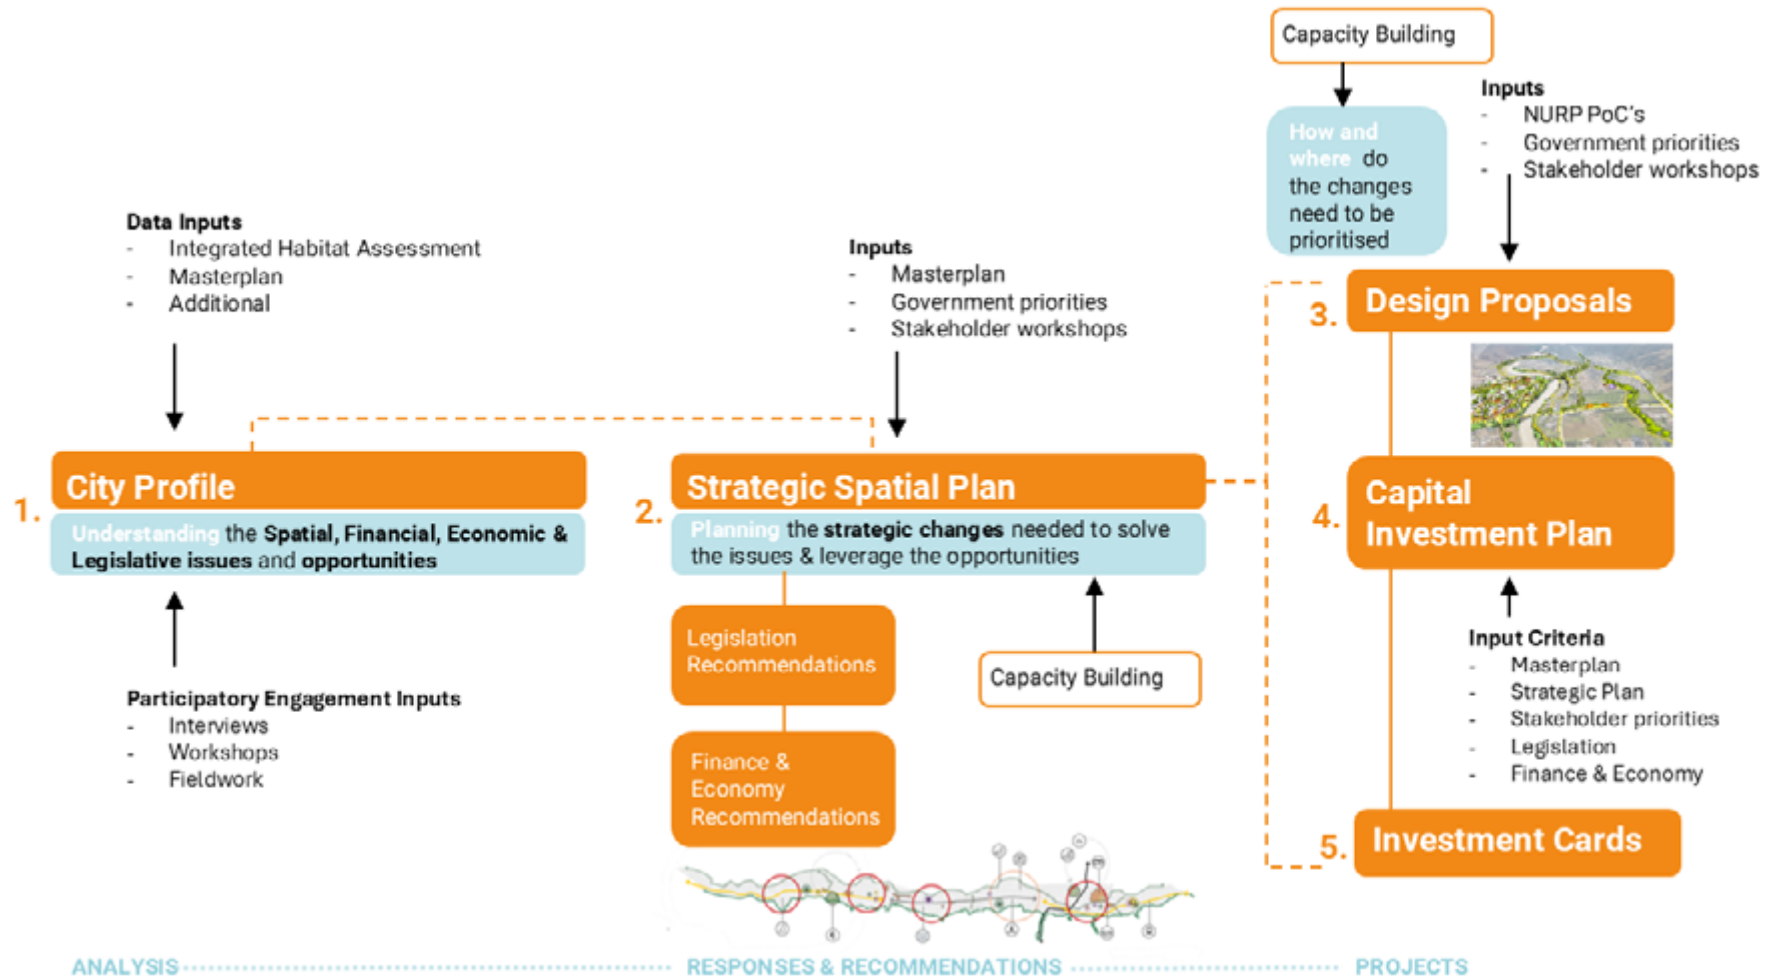 Capacity Building
How and
where do
the changes
need to be
prioritised
Inputs
- NURP PoC's
- Government priorities
- Stakeholder workshops
Data Inputs
- Integrated Habitat Assessment
- Masterplan
- Additional
Inputs
- Masterplan
- Government priorities
- Stakeholder workshops
1.
City Profile
Understanding the Spatial, Financial, Economic &
Legislative issues and opportunities
Participatory Engagement Inputs
- Interviews
- Workshops
- Fieldwork
2.
Strategic Spatial Plan
Planning the strategic changes needed to solve
the issues & leverage the opportunities
Legislation
Recommendations
Finance &
Economy
Recommendations
Capacity Building
3.
Design Proposals
4.
Capital
Investment Plan
Input Criteria
- Masterplan
- Strategic Plan
- Stakeholder priorities
- Legislation
- Finance & Economy
5.
Investment Cards
ANALYSIS
RESPONSES & RECOMMENDATIONS
PROJECTS